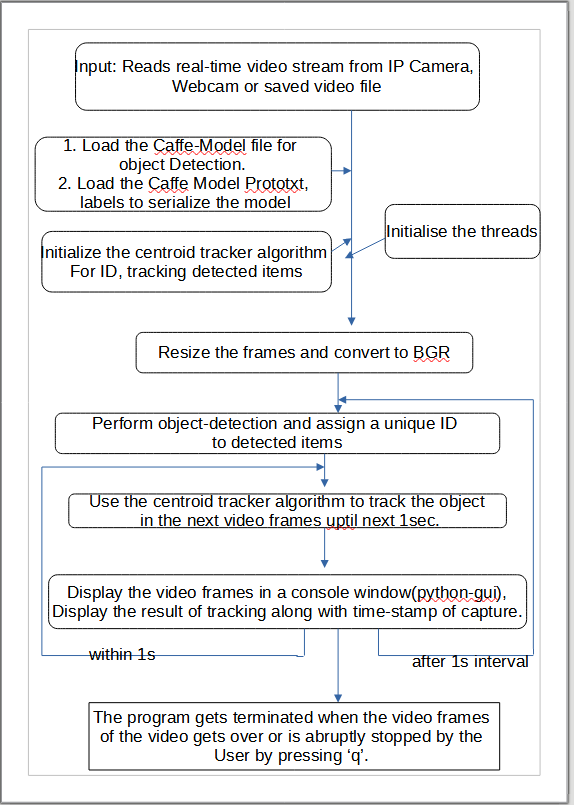 Input: Reads real-time video stream from IP Camera,
Webcam or saved video file
1. Load the Caffe-Model file for
object Detection.
2. Load the Caffe Model Prototxt,
labels to serialize the model
Initialise the threads
Initialize the centroid tracker algorithm
For ID, tracking detected items
Resize the frames and convert to BGR
Perform object-detection and assign a unique ID
to detected items
Use the centroid tracker algorithm to track the object
in the next video frames uptil next 1sec.
Display the video frames in a console window(python-gui),
Display the result of tracking along with time-stamp of capture.
within 1s
after 1s interval
The program gets terminated when the video frames
of the video gets over or is abruptly stopped by the
User by pressing ‘q’.